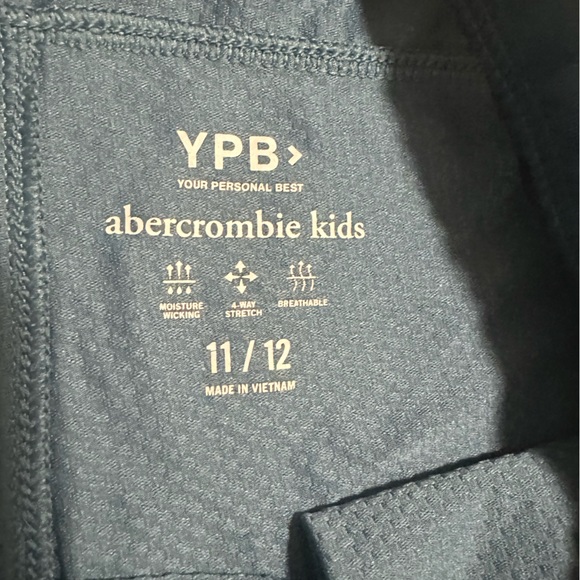 YPB>
YOUR PERSONAL BEST
abercrombie kids
MOISTURE WICKING
4-WAY STRETCH
BREATHABLE
11 / 12
MADE IN VIETNAM